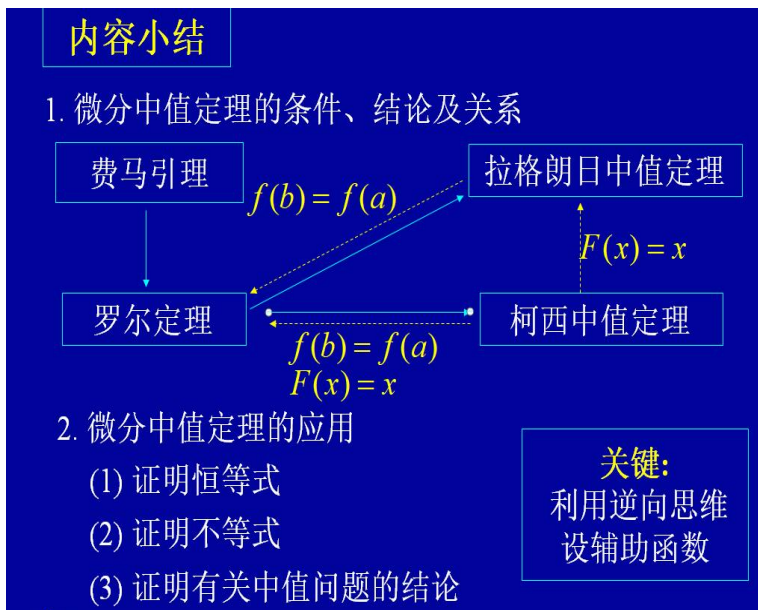 内容小结
1. 微分中值定理的条件、结论及关系
费马引理
拉格朗日中值定理
f(b) = f(a)
F(x) = x
罗尔定理
柯西中值定理
f(b) = f(a)
F(x) = x
2. 微分中值定理的应用
(1) 证明恒等式
(2) 证明不等式
(3) 证明有关中值问题的结论
关键:
利用逆向思维
设辅助函数